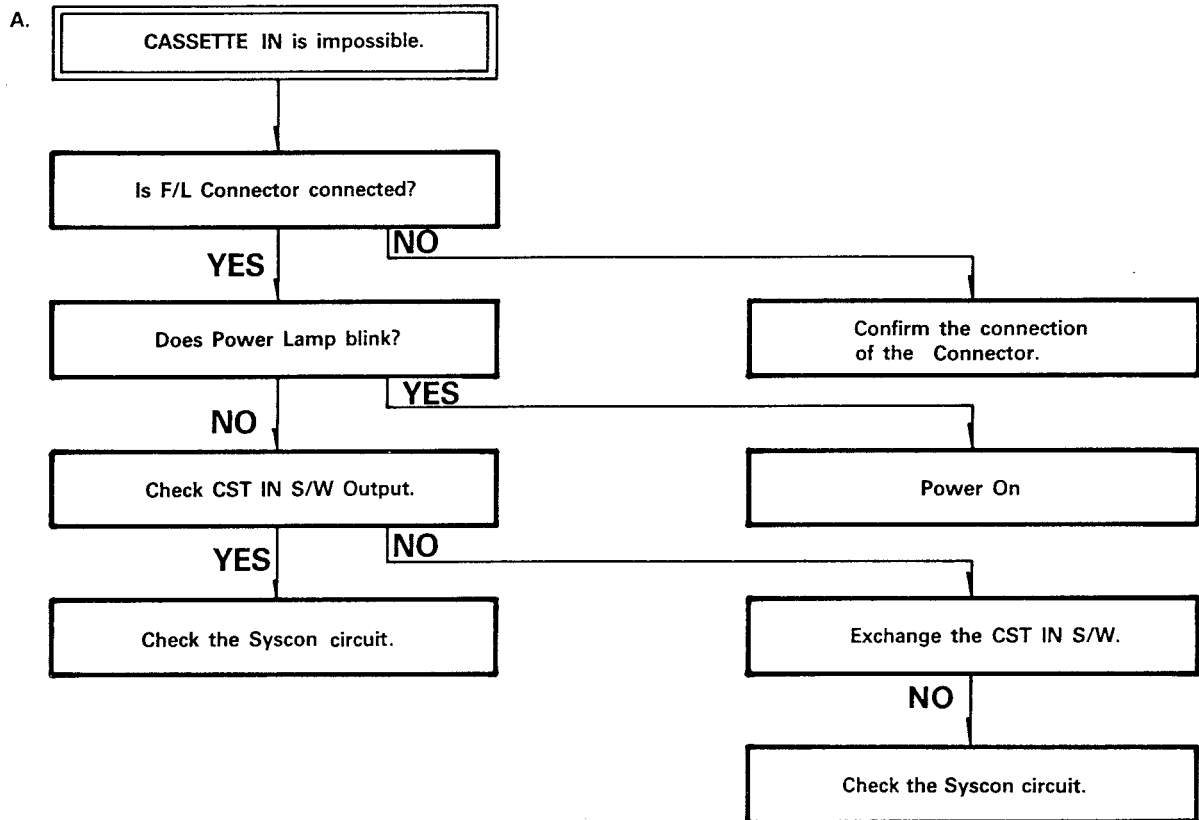 A.
CASSETTE IN is impossible.
Is F/L Connector connected?
NO
YES
Does Power Lamp blink?
Confirm the connection
of the Connector.
YES
NO
Check CST IN S/W Output.
Power On
NO
YES
Check the Syscon circuit.
Exchange the CST IN S/W.
NO
Check the Syscon circuit.